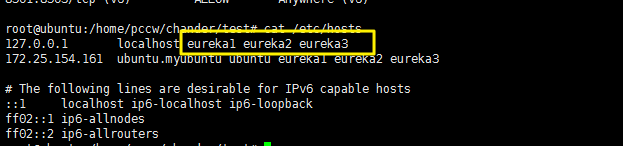 root@ubuntu:/home/pccw/chander/test# cat /etc/hosts
127.0.0.1 localhost eureka1 eureka2 eureka3
172.25.154.161 ubuntu.myubuntu ubuntu eureka1 eureka2 eureka3
# The following lines are desirable for IPv6 capable hosts
::1 localhost ip6-localhost ip6-loopback
ff02::1 ip6-allnodes
ff02::2 ip6-allrouters